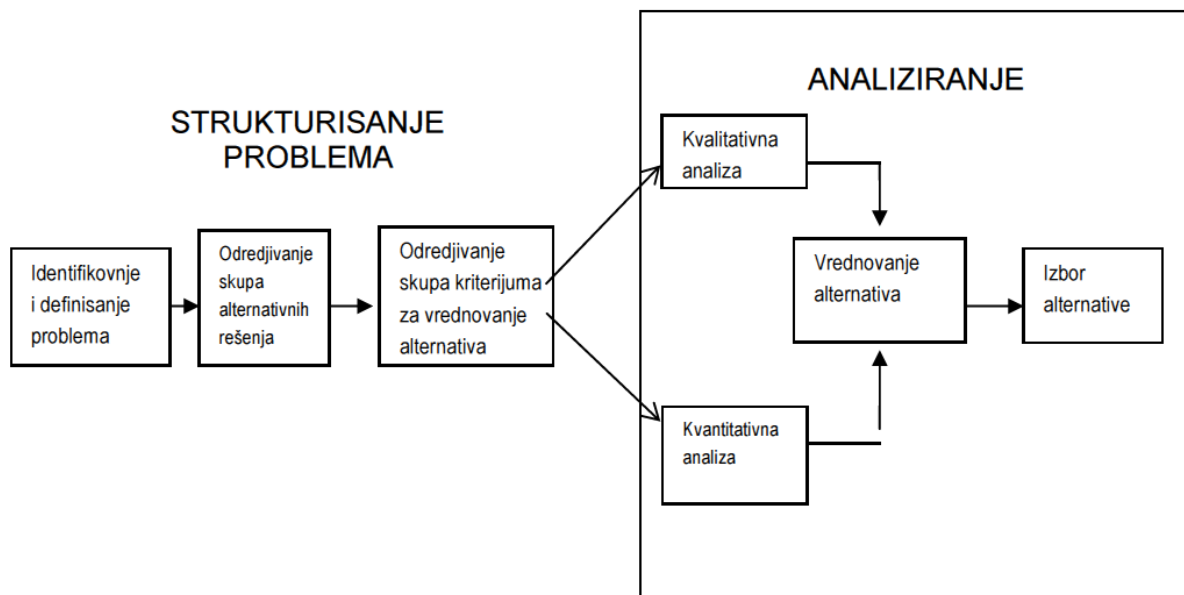 STRUKTURISANJE
PROBLEMA
Identifikovnje
i definisanje
problema
Odredjivanje
skupa
alternativnih
rešenja
Odredjivanje
skupa kriterijuma
za vrednovanje
alternativa
ANALIZIRANJE
Kvalitativna
analiza
Kvantitativna
analiza
Vrednovanje
alternativa
Izbor
alternative